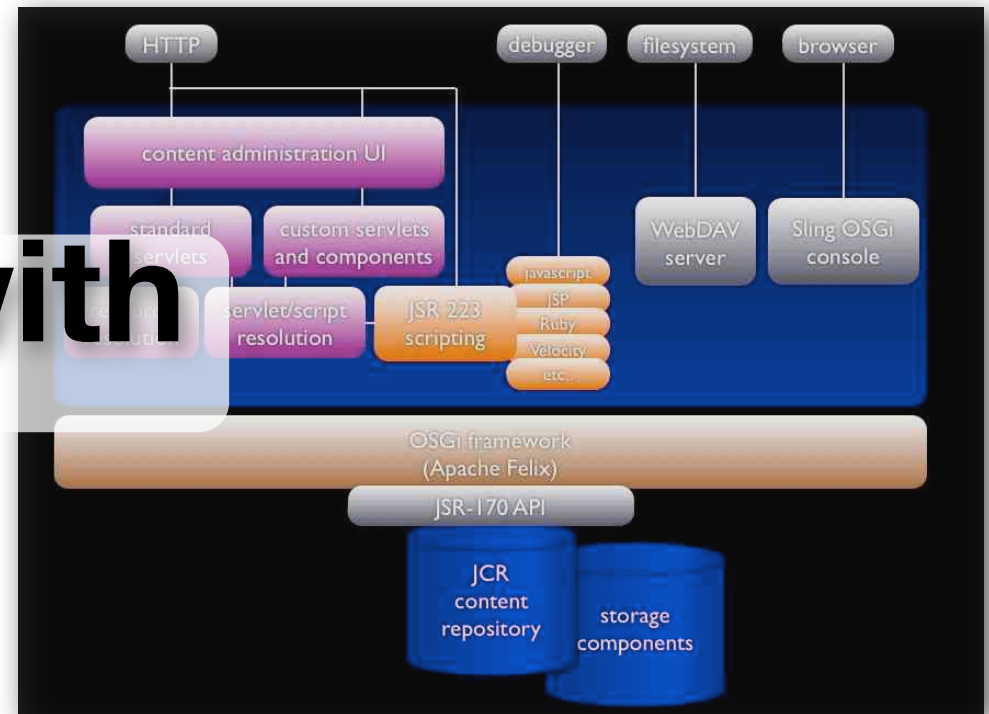 HTTP
debugger
filesystem
browser
content administration UI
standard
servlets
custom servlets
and components
WebDAV
server
Sling OSGi
console
with
servlet/script
resolution
JSR 223
scripting
javascript
JSP
Ruby
Velocity
etc...
OSGi framework
(Apache Felix)
JSR-170 API
JCR
content
repository
storage
components